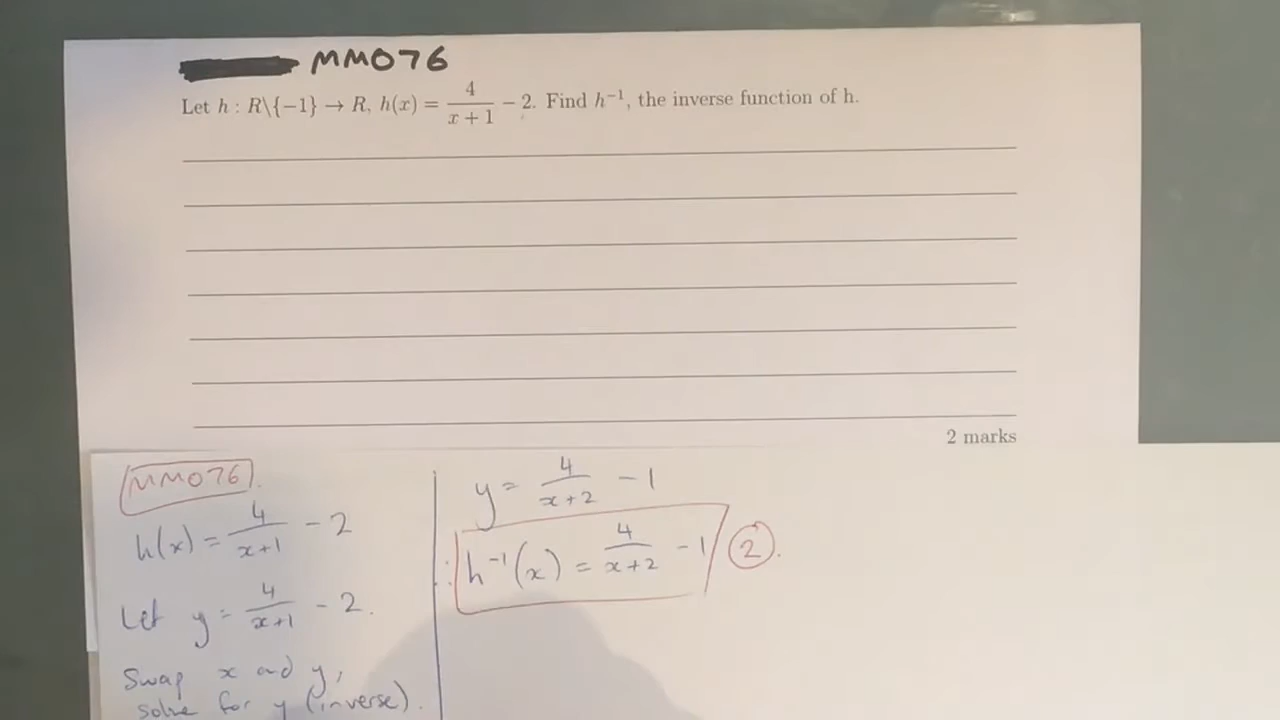 MM076
Let h : R\{−1} → R, h(x) = 4/(x + 1) − 2. Find h⁻¹, the inverse function of h.
2 marks
MM076.
h(x) = 4/(x+1) − 2
Let y = 4/(x+1) − 2.
Swap x and y,
solve for y (inverse).
y = 4/(x+2) − 1
∴ h⁻¹(x) = 4/(x+2) − 1 ②.